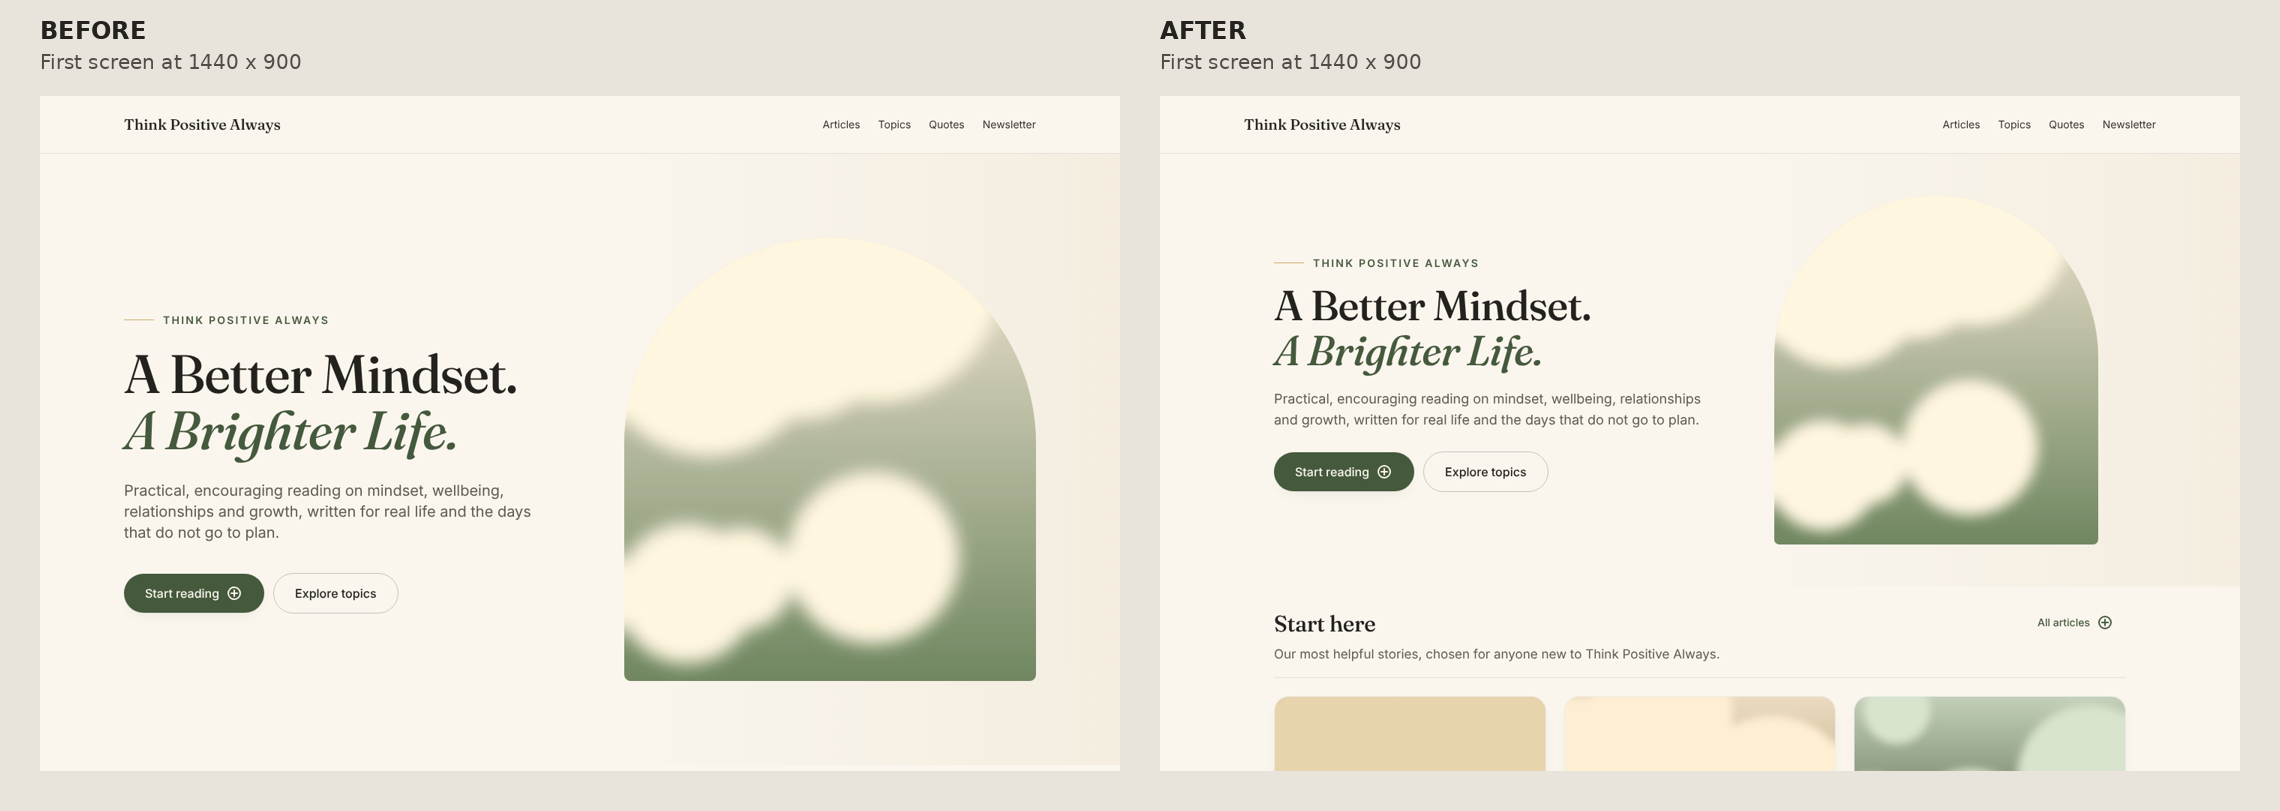 BEFORE
First screen at 1440 x 900
Think Positive Always
Articles Topics Quotes Newsletter
THINK POSITIVE ALWAYS
A Better Mindset.
A Brighter Life.
Practical, encouraging reading on mindset, wellbeing,
relationships and growth, written for real life and the days
that do not go to plan.
Start reading
Explore topics
AFTER
First screen at 1440 x 900
Think Positive Always
Articles Topics Quotes Newsletter
THINK POSITIVE ALWAYS
A Better Mindset.
A Brighter Life.
Practical, encouraging reading on mindset, wellbeing, relationships
and growth, written for real life and the days that do not go to plan.
Start reading
Explore topics
Start here
All articles
Our most helpful stories, chosen for anyone new to Think Positive Always.